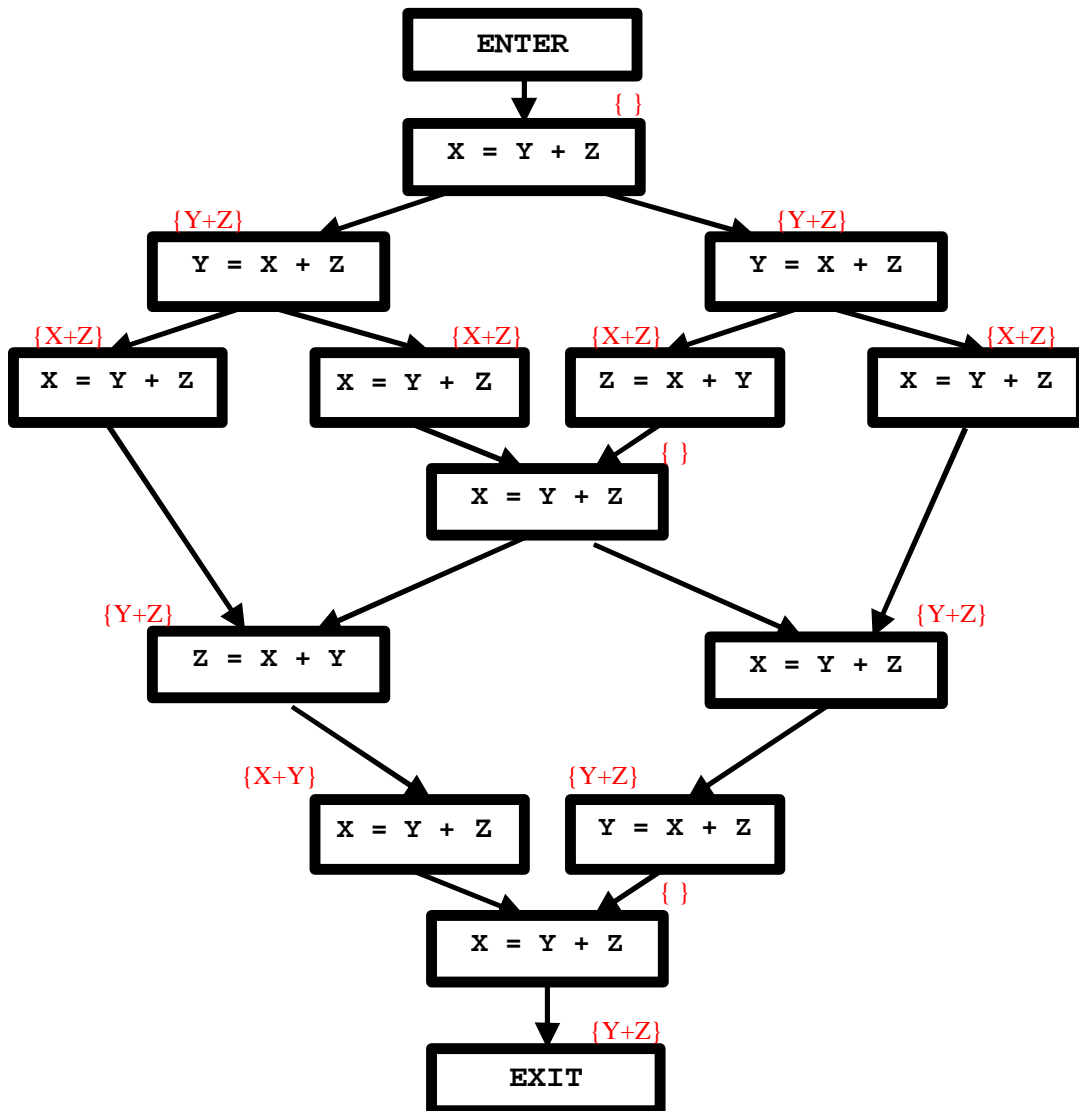 ENTER
{ }
X = Y + Z
{Y+Z}
{Y+Z}
Y = X + Z
Y = X + Z
{X+Z}
{X+Z}
{X+Z}
{X+Z}
X = Y + Z
X = Y + Z
Z = X + Y
X = Y + Z
{ }
X = Y + Z
{Y+Z}
{Y+Z}
Z = X + Y
X = Y + Z
{X+Y}
{Y+Z}
X = Y + Z
Y = X + Z
{ }
X = Y + Z
{Y+Z}
EXIT